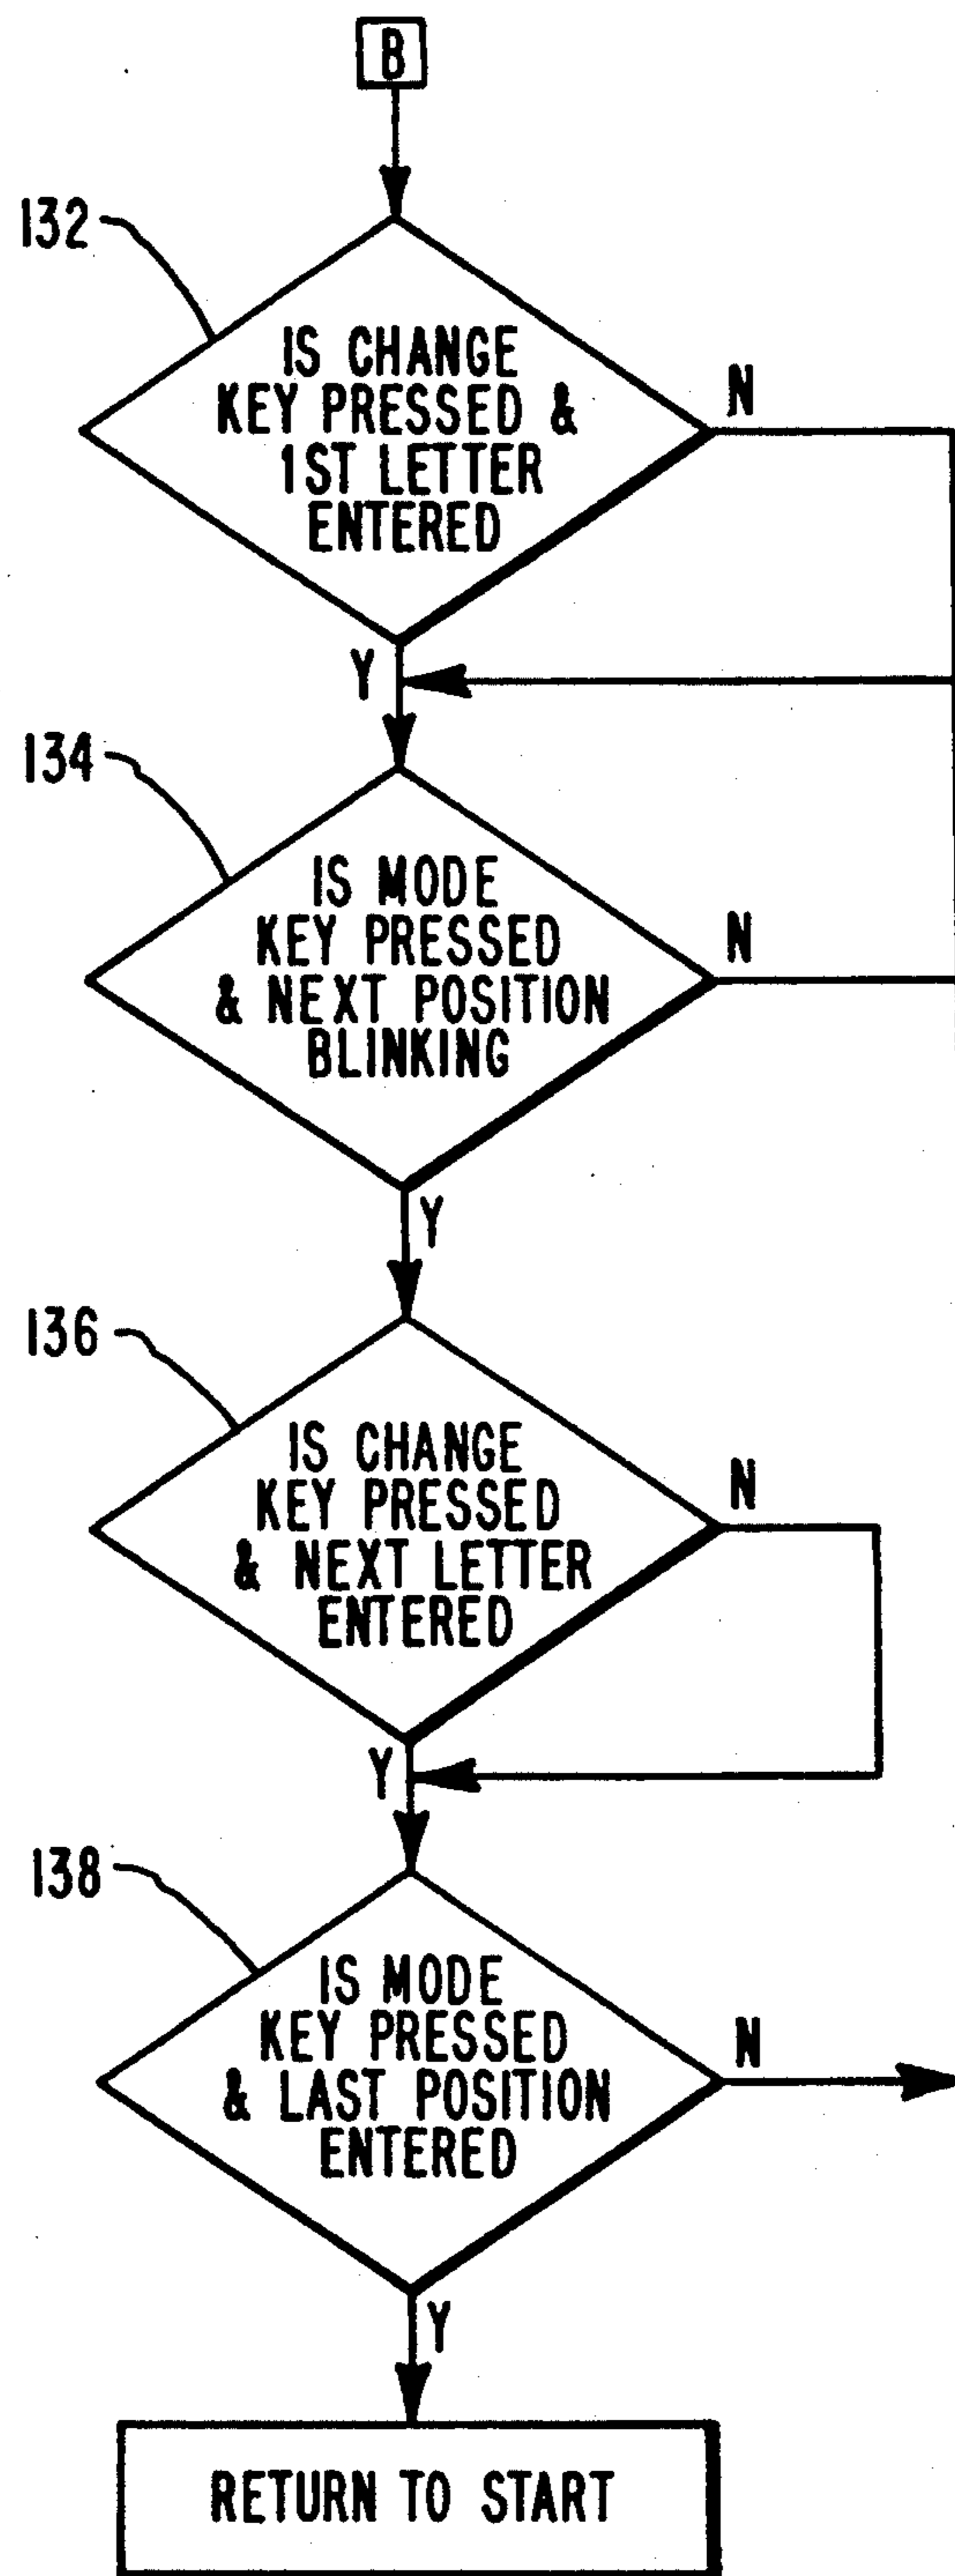 B
132
IS CHANGE
KEY PRESSED &
1ST LETTER
ENTERED
N
Y
134
IS MODE
KEY PRESSED
& NEXT POSITION
BLINKING
N
Y
136
IS CHANGE
KEY PRESSED
& NEXT LETTER
ENTERED
N
Y
138
IS MODE
KEY PRESSED
& LAST POSITION
ENTERED
N
Y
RETURN TO START